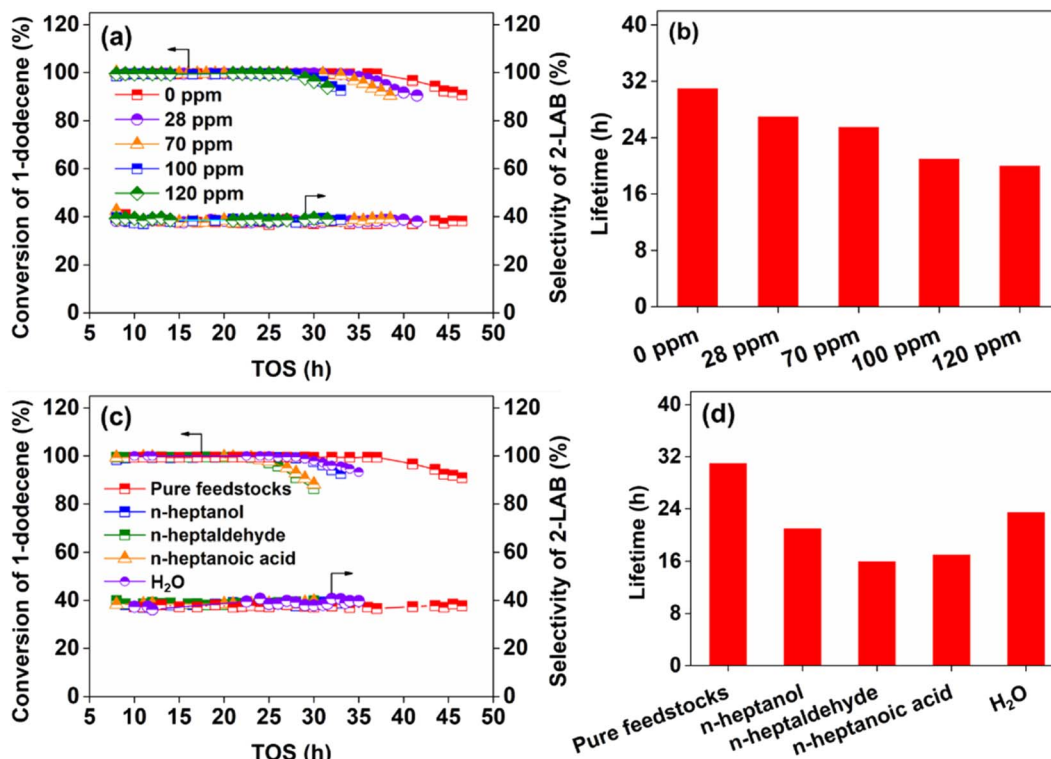 (a)
Conversion of 1-dodecene (%)
120
100
80
60
40
20
0
0 ppm
28 ppm
70 ppm
100 ppm
120 ppm
120
100
80
60
40
20
0
Selectivity of 2-LAB (%)
5 10 15 20 25 30 35 40 45 50
TOS (h)
(b)
Lifetime (h)
40
32
24
16
8
0
0 ppm 28 ppm 70 ppm 100 ppm 120 ppm
(c)
Conversion of 1-dodecene (%)
120
100
80
60
40
20
0
Pure feedstocks
n-heptanol
n-heptaldehyde
n-heptanoic acid
H₂O
120
100
80
60
40
20
0
Selectivity of 2-LAB (%)
5 10 15 20 25 30 35 40 45 50
TOS (h)
(d)
Lifetime (h)
40
32
24
16
8
0
Pure feedstocks n-heptanol n-heptaldehyde n-heptanoic acid H₂O